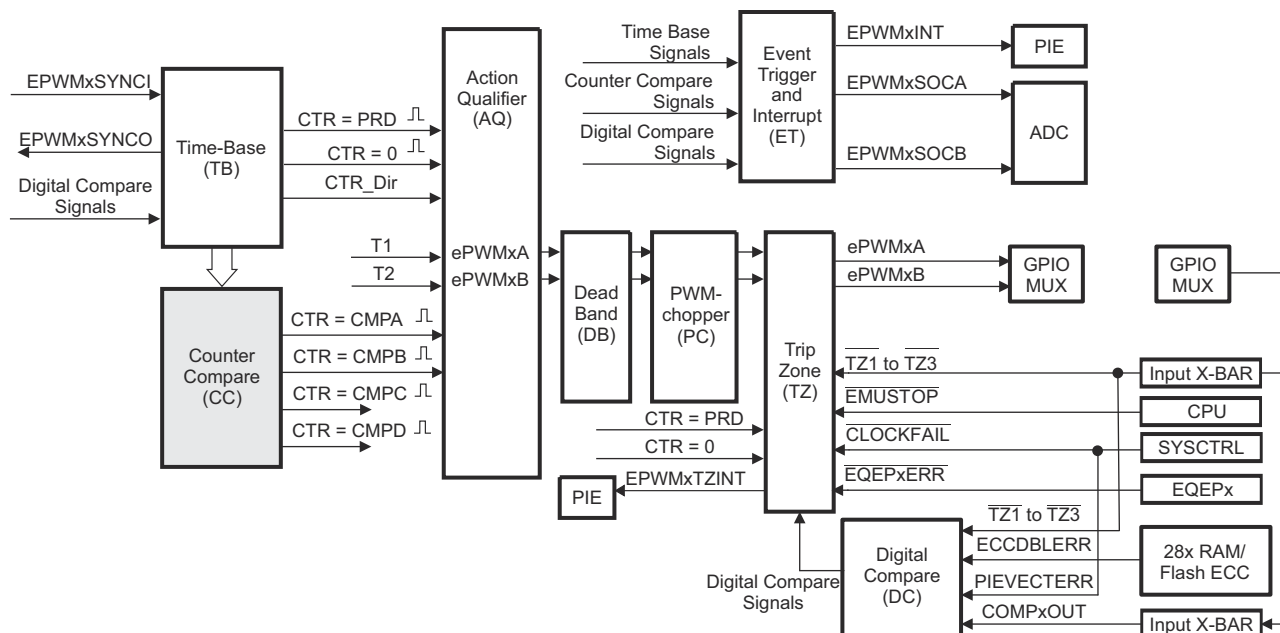 EPWMxSYNCI
EPWMxSYNCO
Digital Compare
Signals
Time-Base
(TB)
CTR = PRD
CTR = 0
CTR_Dir
T1
T2
Counter
Compare
(CC)
CTR = CMPA
CTR = CMPB
CTR = CMPC
CTR = CMPD
Action
Qualifier
(AQ)
ePWMxA
ePWMxB
Time Base
Signals
Counter Compare
Signals
Digital Compare
Signals
Event
Trigger
and
Interrupt
(ET)
EPWMxINT
EPWMxSOCA
EPWMxSOCB
PIE
ADC
Dead
Band
(DB)
PWM-
chopper
(PC)
Trip
Zone
(TZ)
ePWMxA
ePWMxB
GPIO
MUX
GPIO
MUX
TZ1 to TZ3
EMUSTOP
CLOCKFAIL
EQEPxERR
Input X-BAR
CPU
SYSCTRL
EQEPx
CTR = PRD
CTR = 0
EPWMxTZINT
PIE
Digital Compare
Signals
Digital
Compare
(DC)
TZ1 to TZ3
ECCDBLERR
PIEVECTERR
COMPxOUT
28x RAM/
Flash ECC
Input X-BAR